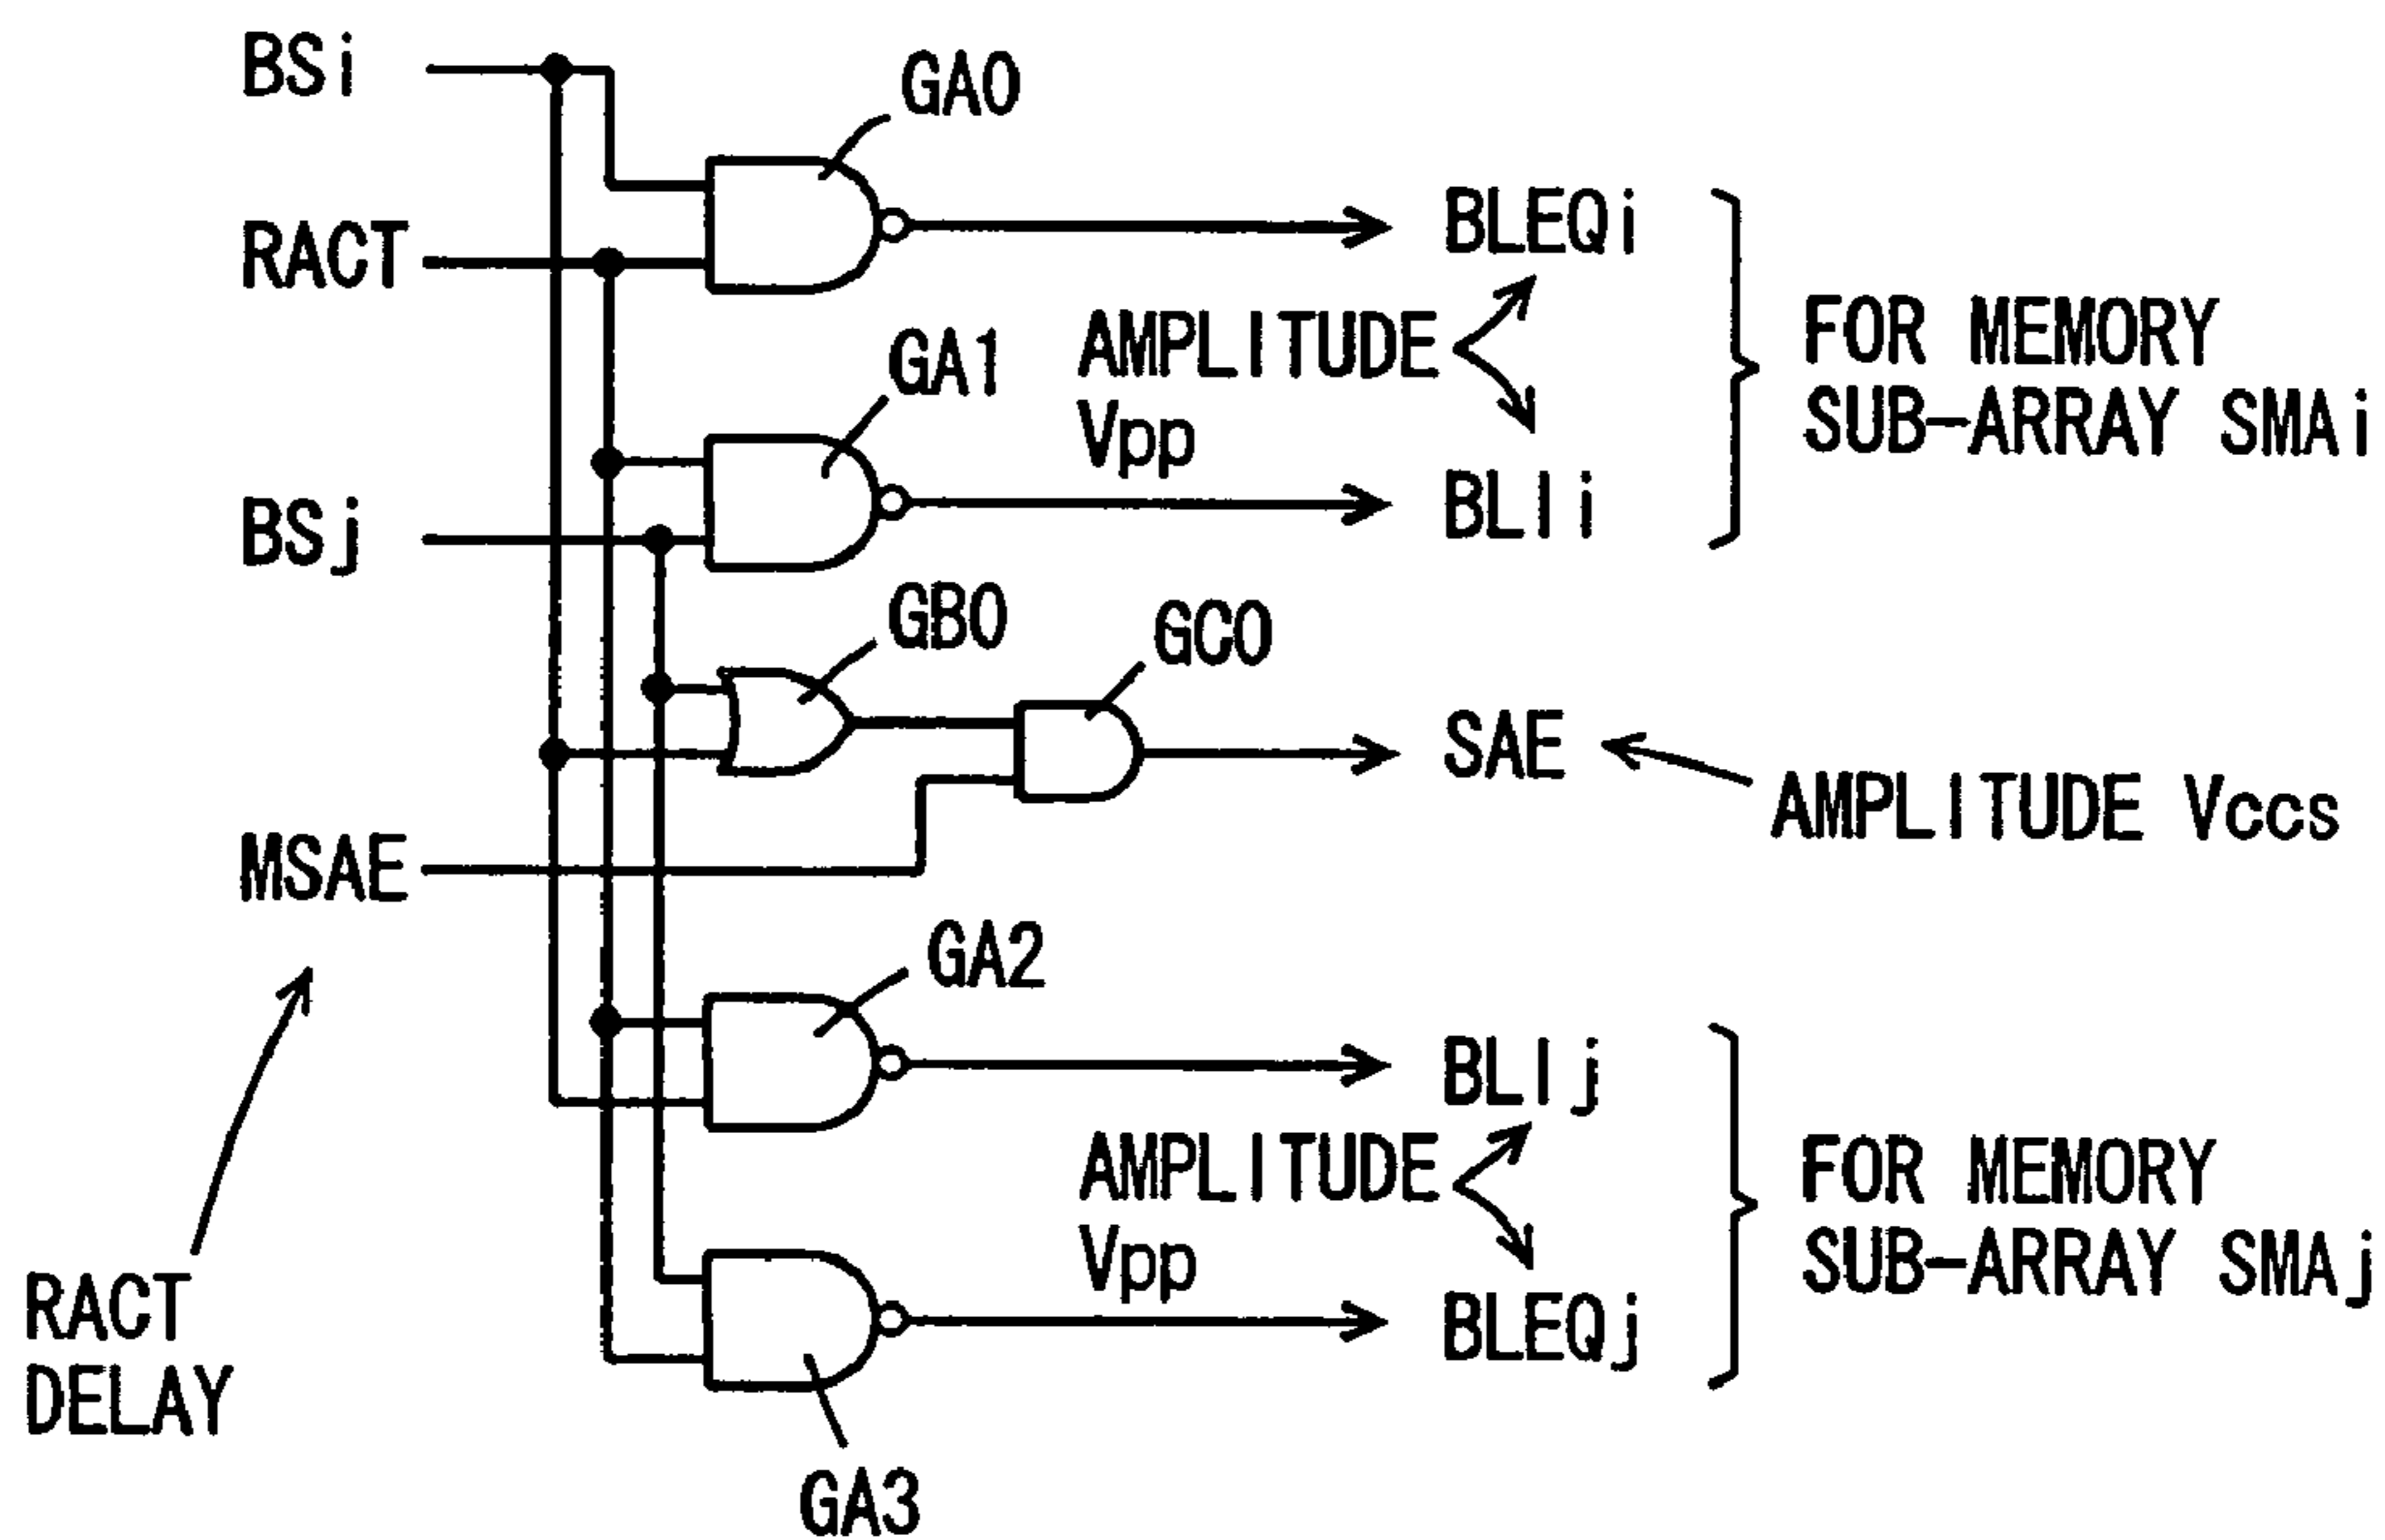 BSi
GA0
RACT
BLEQi
GA1
AMPLITUDE
Vpp
FOR MEMORY
SUB-ARRAY SMAi
BSj
BLIi
GB0
GC0
SAE
AMPLITUDE Vccs
MSAE
GA2
BLIj
RACT
DELAY
AMPLITUDE
Vpp
FOR MEMORY
SUB-ARRAY SMAj
BLEQj
GA3